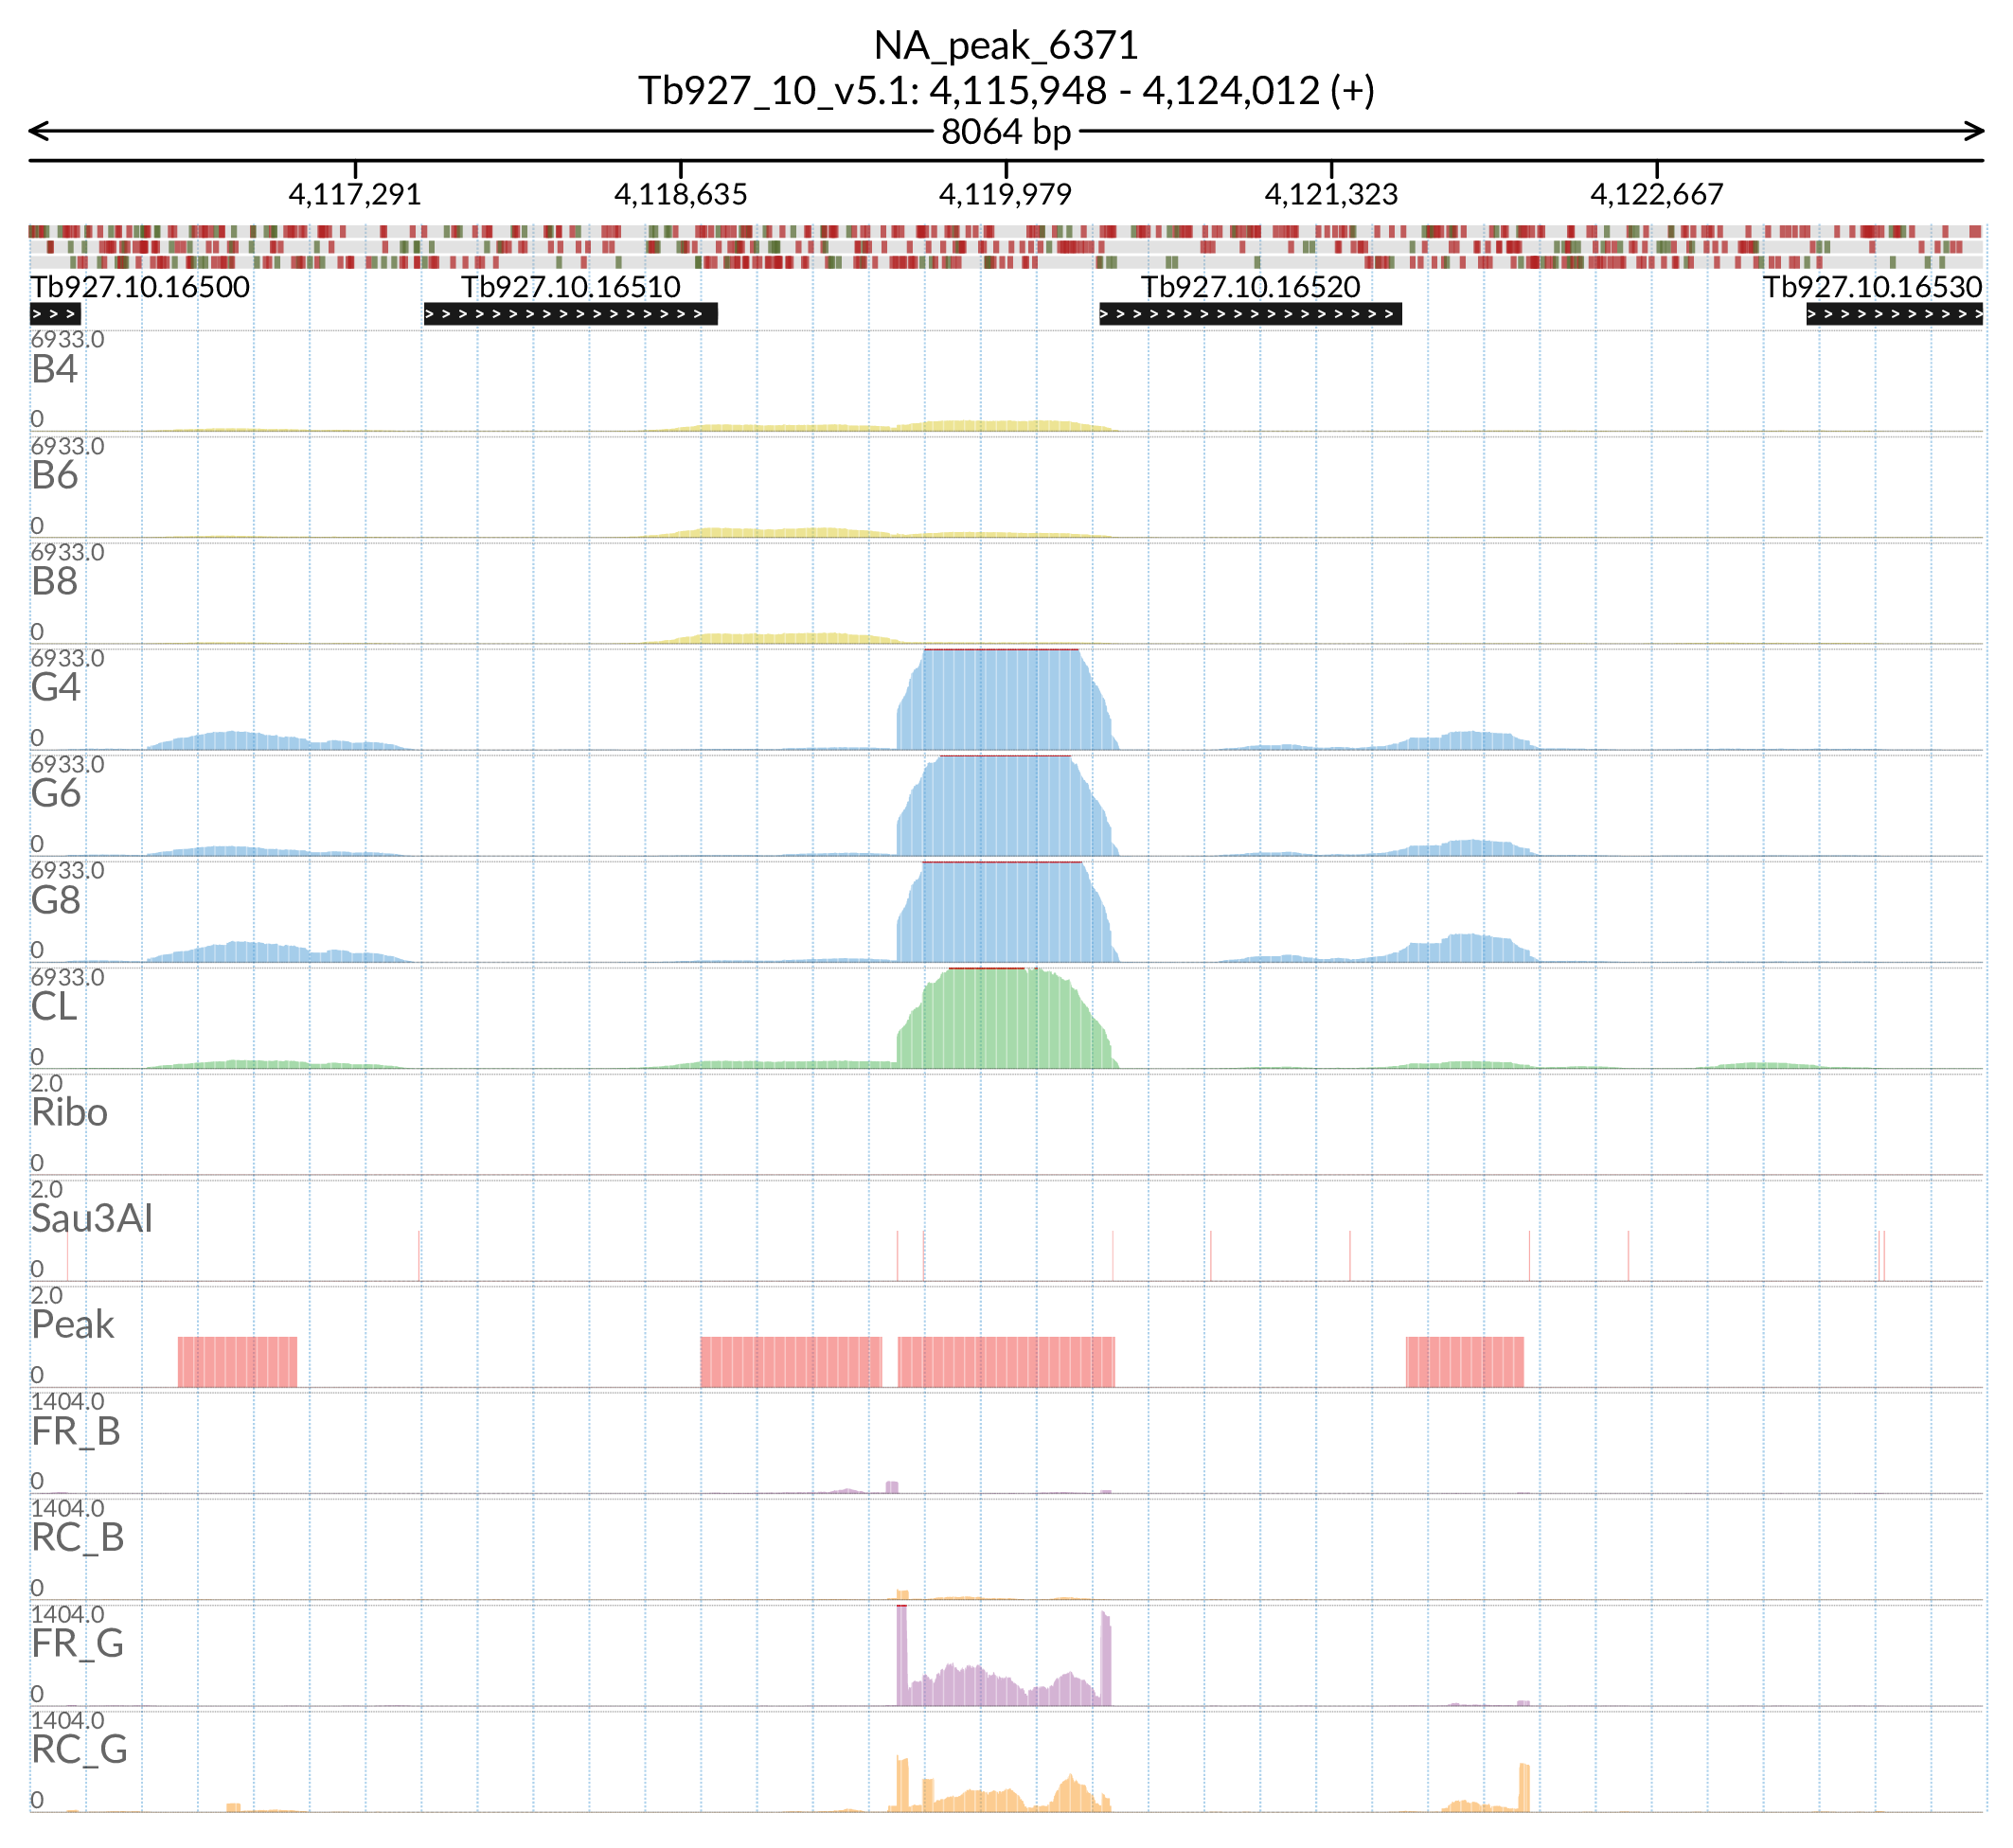 NA_peak_6371
Tb927_10_v5.1: 4,115,948 - 4,124,012 (+)
8064 bp
4,117,291 4,118,635 4,119,979 4,121,323 4,122,667
Tb927.10.16500 Tb927.10.16510 Tb927.10.16520 Tb927.10.16530
6933.0
B4
0
6933.0
B6
0
6933.0
B8
0
6933.0
G4
0
6933.0
G6
0
6933.0
G8
0
6933.0
CL
0
2.0
Ribo
0
2.0
Sau3AI
0
2.0
Peak
0
1404.0
FR_B
0
1404.0
RC_B
0
1404.0
FR_G
0
1404.0
RC_G
0